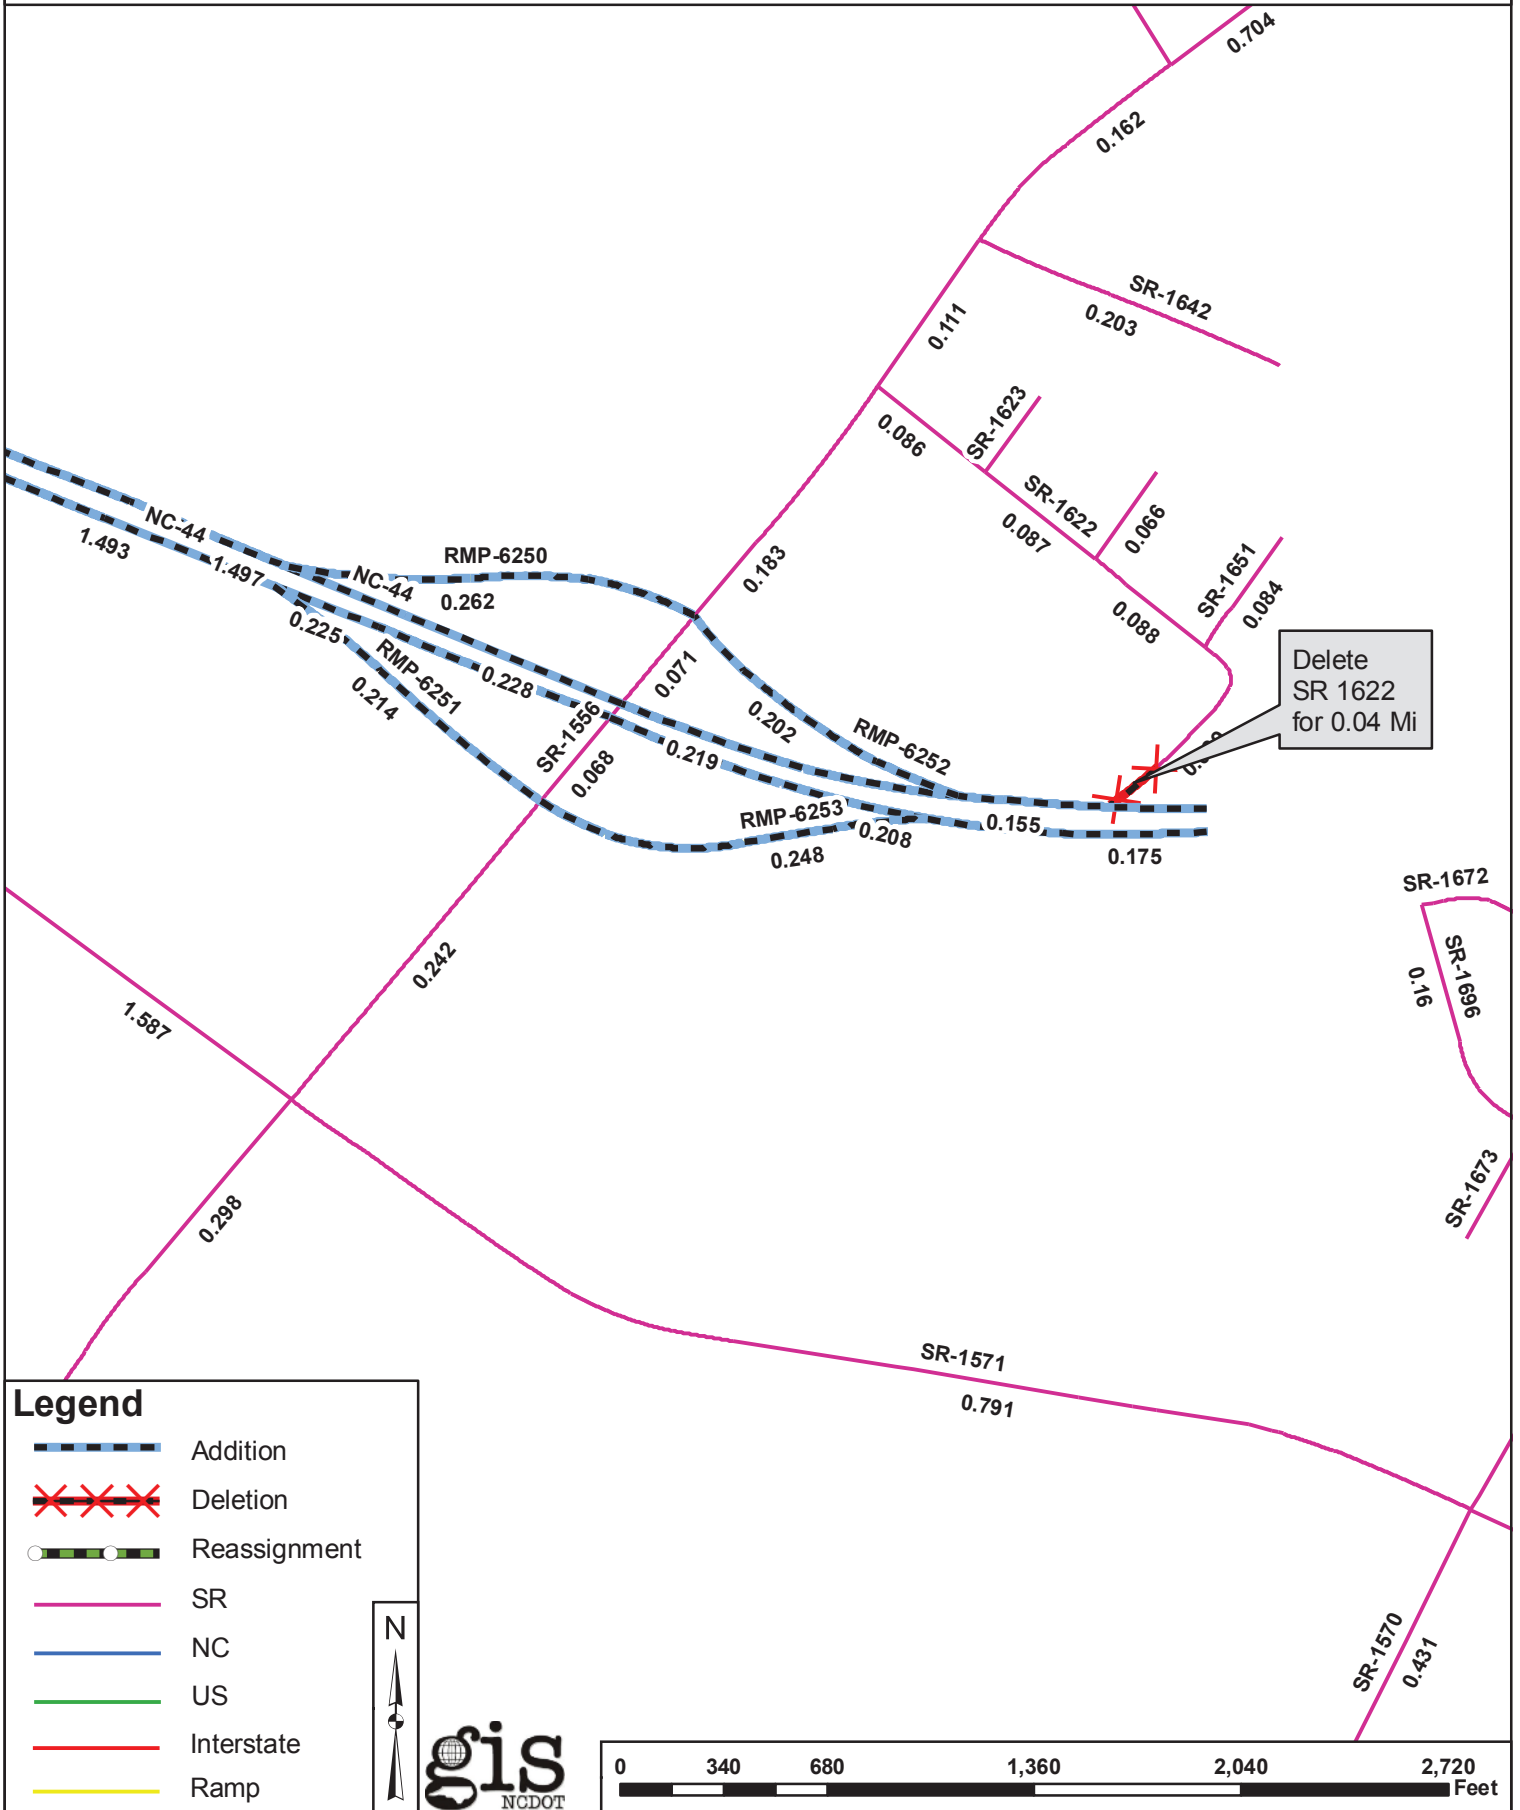 0.704
0.162
SR-1642
0.203
0.111
SR-1623
0.086
SR-1622
0.087
0.066
SR-1651
0.084
0.088
NC-44
1.493
1.497
NC-44
RMP-6250
0.262
0.183
0.225
RMP-6251
0.214
0.228
0.071
0.202
RMP-6252
SR-1556
0.068
0.219
Delete
SR 1622
for 0.04 Mi
RMP-6253
0.208
0.248
0.155
0.175
SR-1672
SR-1696
0.16
SR-1673
0.242
1.587
0.298
SR-1571
0.791
SR-1570
0.431
Legend
Addition
Deletion
Reassignment
SR
NC
US
Interstate
Ramp
N
gis
NCDOT
0 340 680 1,360 2,040 2,720
Feet